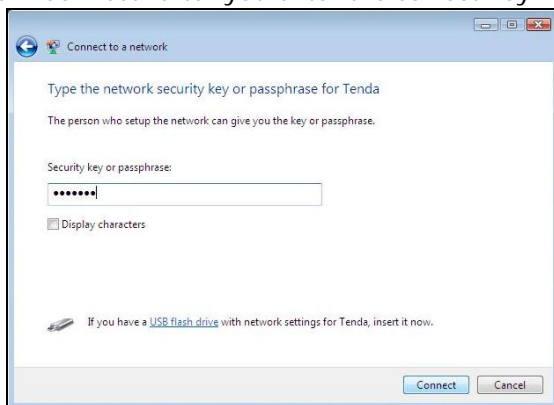 Connect to a network
Type the network security key or passphrase for Tenda
The person who setup the network can give you the key or passphrase.
Security key or passphrase:
•••••••
Display characters
If you have a USB flash drive with network settings for Tenda, insert it now.
Connect Cancel